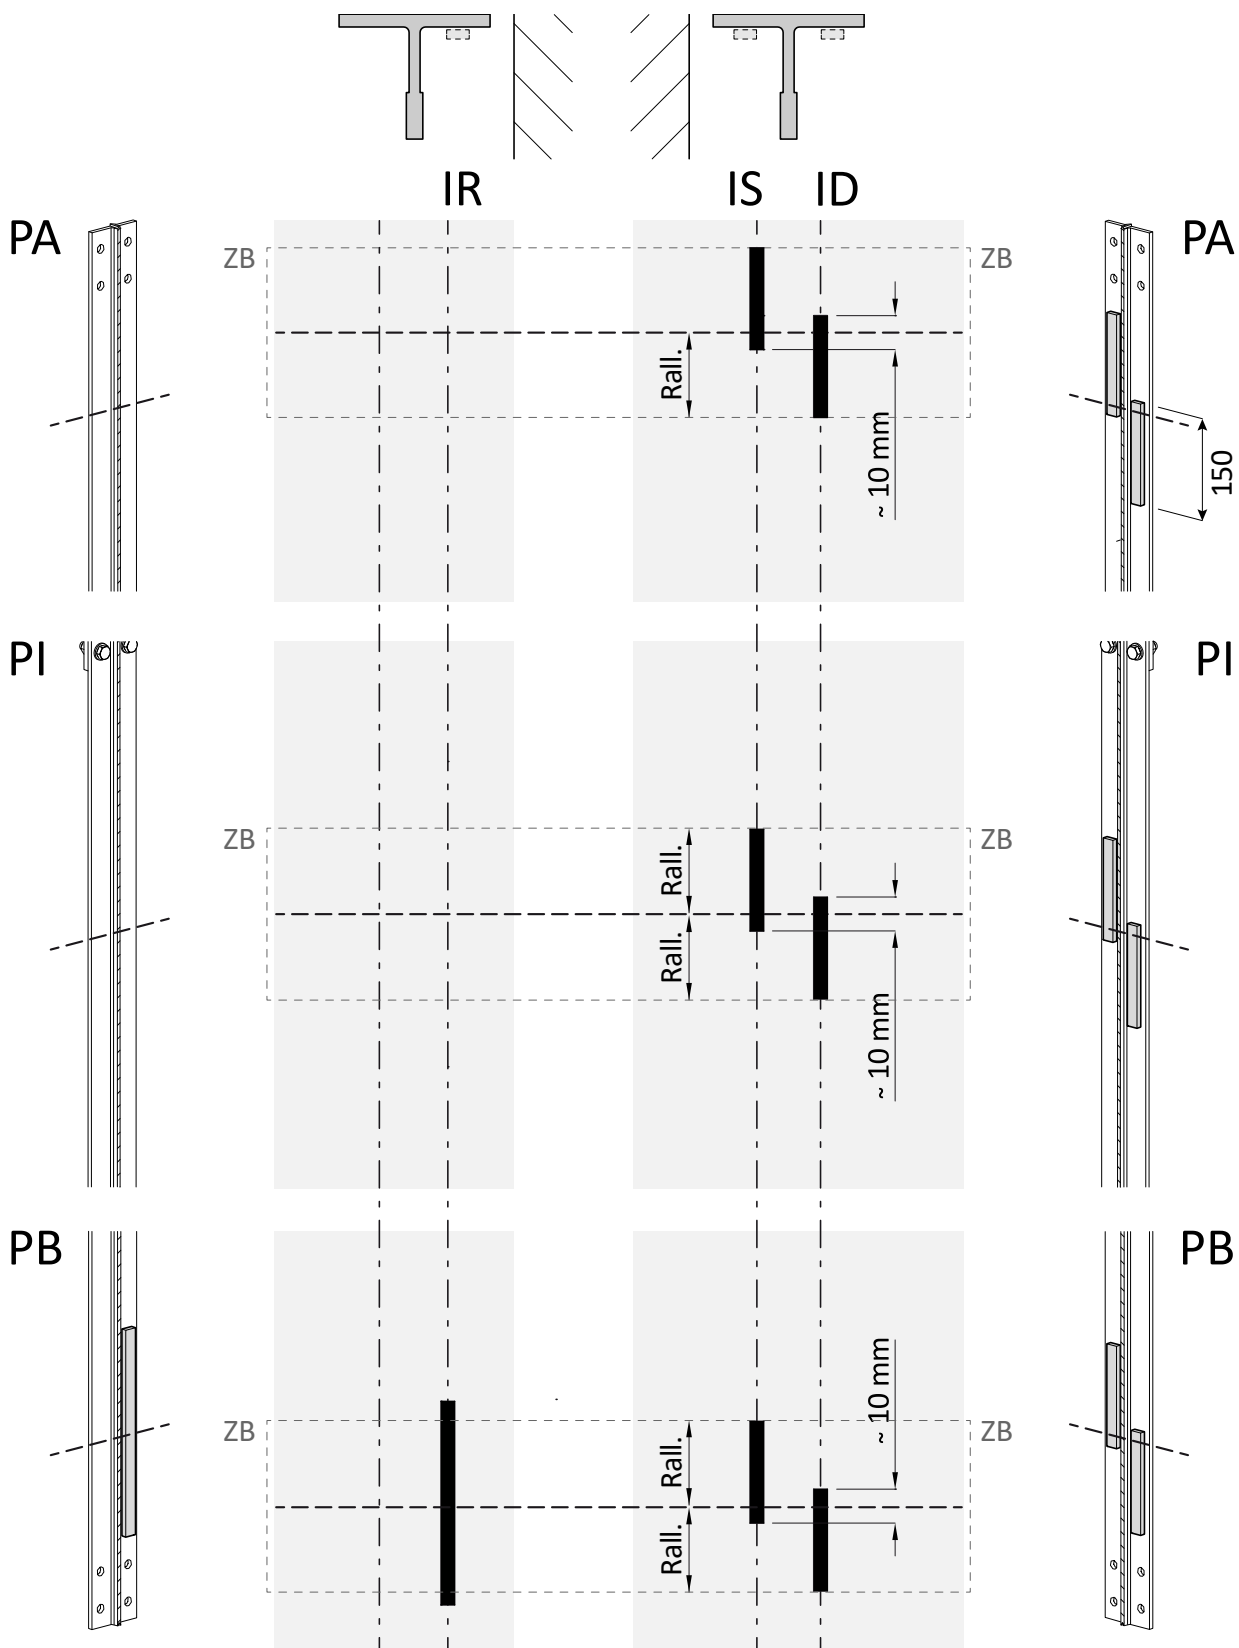 IR IS ID
PA PA
ZB ZB
Rall.
~ 10 mm
150
PI PI
ZB ZB
Rall.
Rall.
~ 10 mm
PB PB
~ 10 mm
ZB ZB
Rall.
Rall.